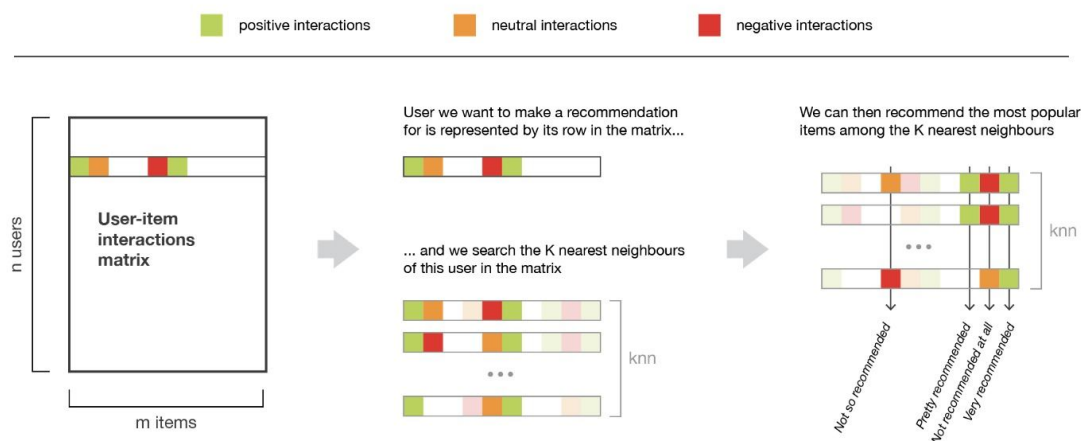 positive interactions
neutral interactions
negative interactions
n users
User-item
interactions
matrix
m items
User we want to make a recommendation
for is represented by its row in the matrix...
... and we search the K nearest neighbours
of this user in the matrix
knn
We can then recommend the most popular
items among the K nearest neighbours
knn
Not so recommended
Pretty recommended
Not recommended at all
Very recommended